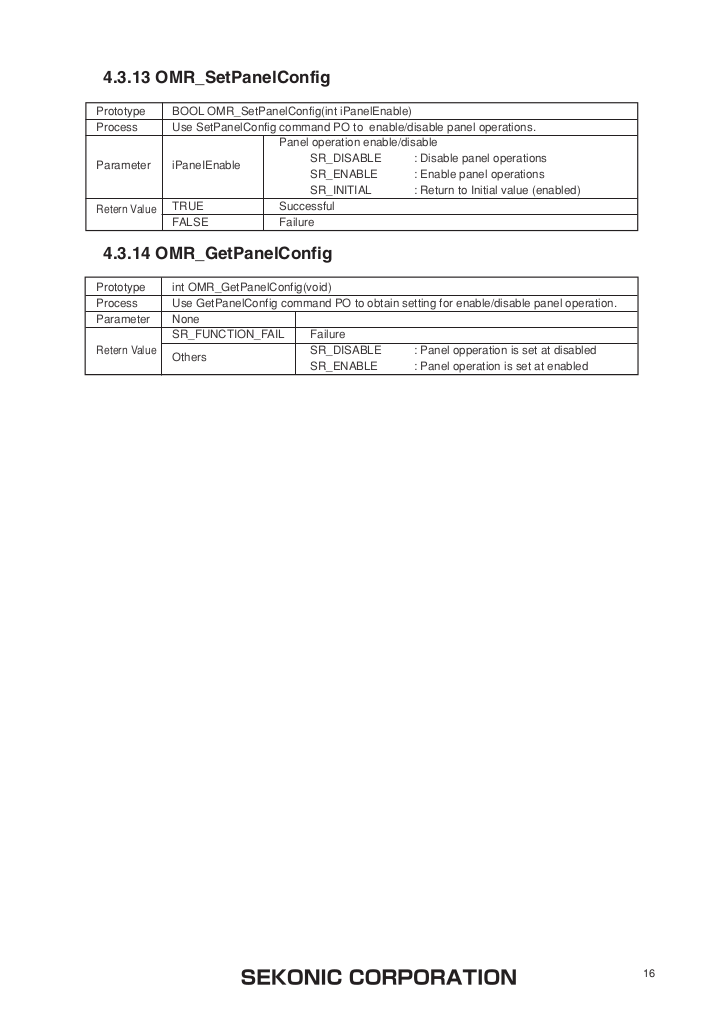 4.3.13 OMR_SetPanelConfig
Prototype BOOL OMR_SetPanelConfig(int iPanelEnable)
Process Use SetPanelConfig command PO to enable/disable panel operations.
Panel operation enable/disable
SR_DISABLE : Disable panel operations
Parameter iPanelEnable
SR_ENABLE : Enable panel operations
SR_INITIAL : Return to Initial value (enabled)
Retern Value TRUE Successful
FALSE Failure
4.3.14 OMR_GetPanelConfig
Prototype int OMR_GetPanelConfig(void)
Process Use GetPanelConfig command PO to obtain setting for enable/disable panel operation.
Parameter None
SR_FUNCTION_FAIL Failure
Retern Value SR_DISABLE : Panel opperation is set at disabled
Others
SR_ENABLE : Panel operation is set at enabled
SEKONIC CORPORATION 16